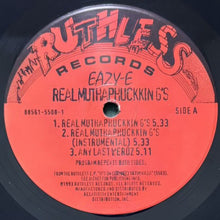 RUTHLESS
RECORDS
EAZY-E
REAL MUTHAPHUCKKIN G'S
88561-5508-1
SIDE A
1. REAL MUTHAPHUCKKIN G'S 5.33
2. REAL MUTHAPHUCKKIN G'S
(INSTRUMENTAL) 5.33
3. ANY LAST WERDZ 5.11
PROGRAM REPEATS BOTH SIDES.